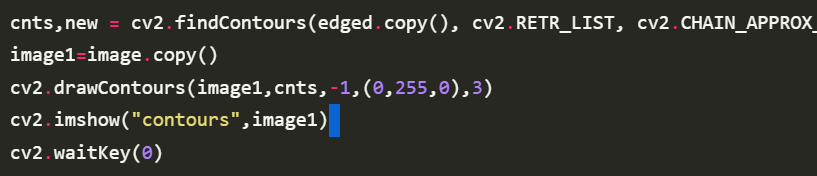 cnts,new = cv2.findContours(edged.copy(), cv2.RETR_LIST, cv2.CHAIN_APPROX_
image1=image.copy()
cv2.drawContours(image1,cnts,-1,(0,255,0),3)
cv2.imshow("contours",image1)
cv2.waitKey(0)